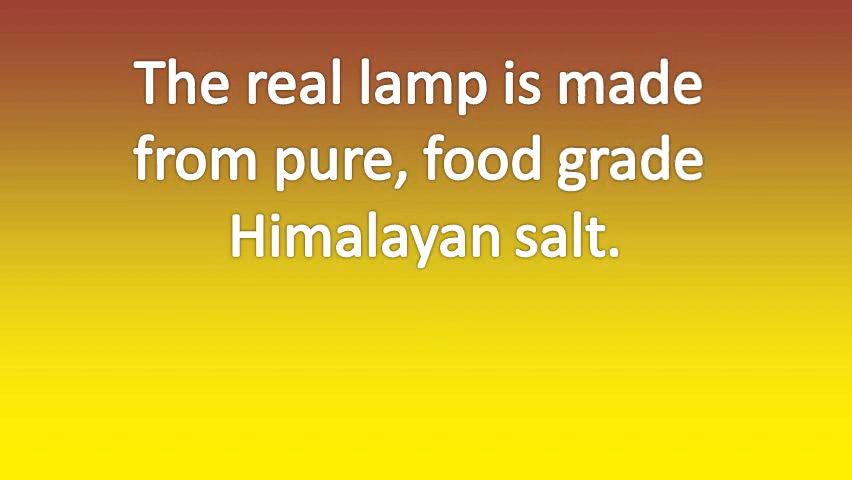 The real lamp is made
from pure, food grade
Himalayan salt.